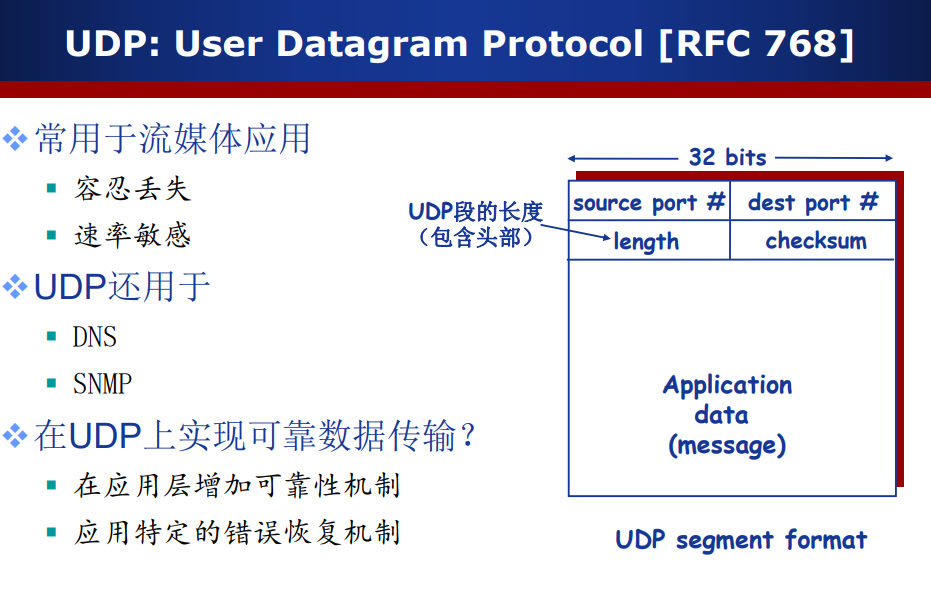 UDP: User Datagram Protocol [RFC 768]
常用于流媒体应用
容忍丢失
速率敏感
UDP还用于
DNS
SNMP
在UDP上实现可靠数据传输?
在应用层增加可靠性机制
应用特定的错误恢复机制
32 bits
source port # dest port #
UDP段的长度
(包含头部)
length checksum
Application
data
(message)
UDP segment format